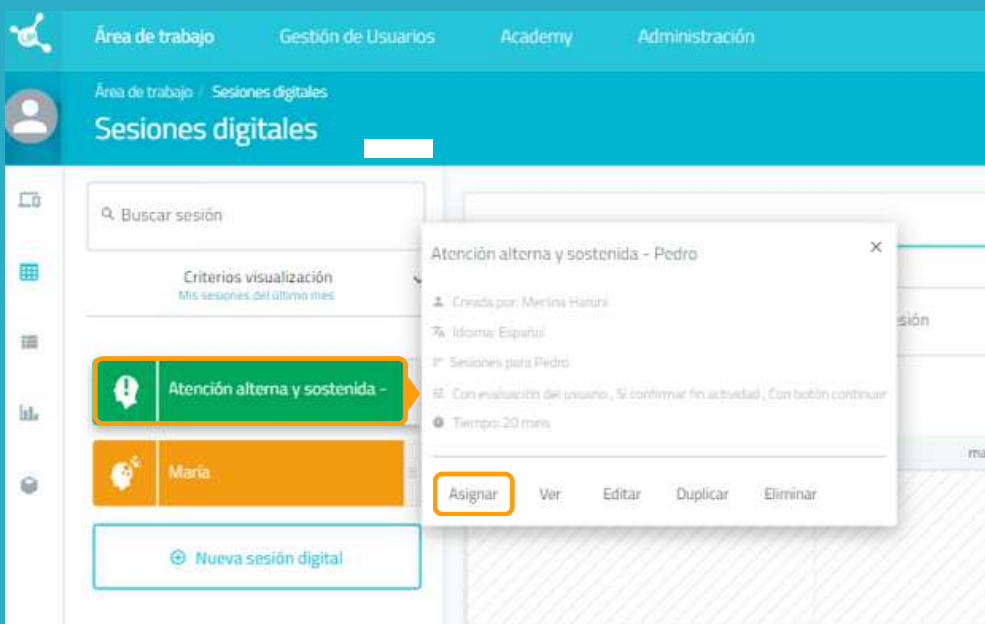 Área de trabajo
Gestión de Usuarios
Academy
Administración
Área de trabajo / Sesiones digitales
Sesiones digitales
Buscar sesión
Criterios visualización
Mis sesiones del último mes
Atención alterna y sostenida -
María
Nueva sesión digital
Atención alterna y sostenida - Pedro
Creada por: Merlina
Idioma: Español
Sesiones para Pedro
Con evaluación del usuario , Si confirmar fin actividad , Con botón continuar
Tiempo: 20 mins
Asignar
Ver
Editar
Duplicar
Eliminar
sión
ma